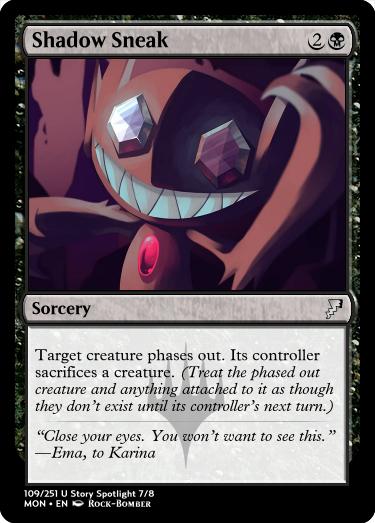 Shadow Sneak 2
Sorcery
Target creature phases out. Its controller
sacrifices a creature. (Treat the phased out
creature and anything attached to it as though
they don't exist until its controller's next turn.)
“Close your eyes. You won't want to see this.”
—Ema, to Karina
109/251 U Story Spotlight 7/8
MON • EN Rock-Bomber